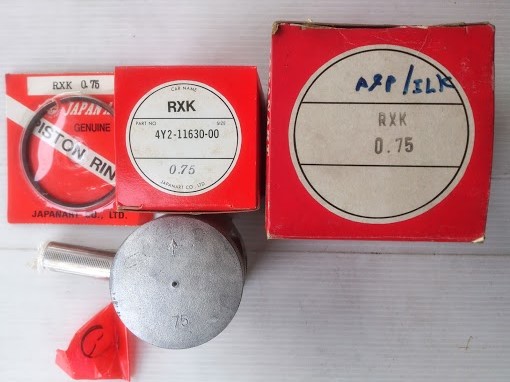 RXK 0.75
JAPANA
GENUINE
PISTON RIN
JAPANART CO., LTD.
CAR NAME
RXK
PART NO. SIZE
4Y2-11630-00
0.75
JAPANART CO LTD
RXK
0.75
75